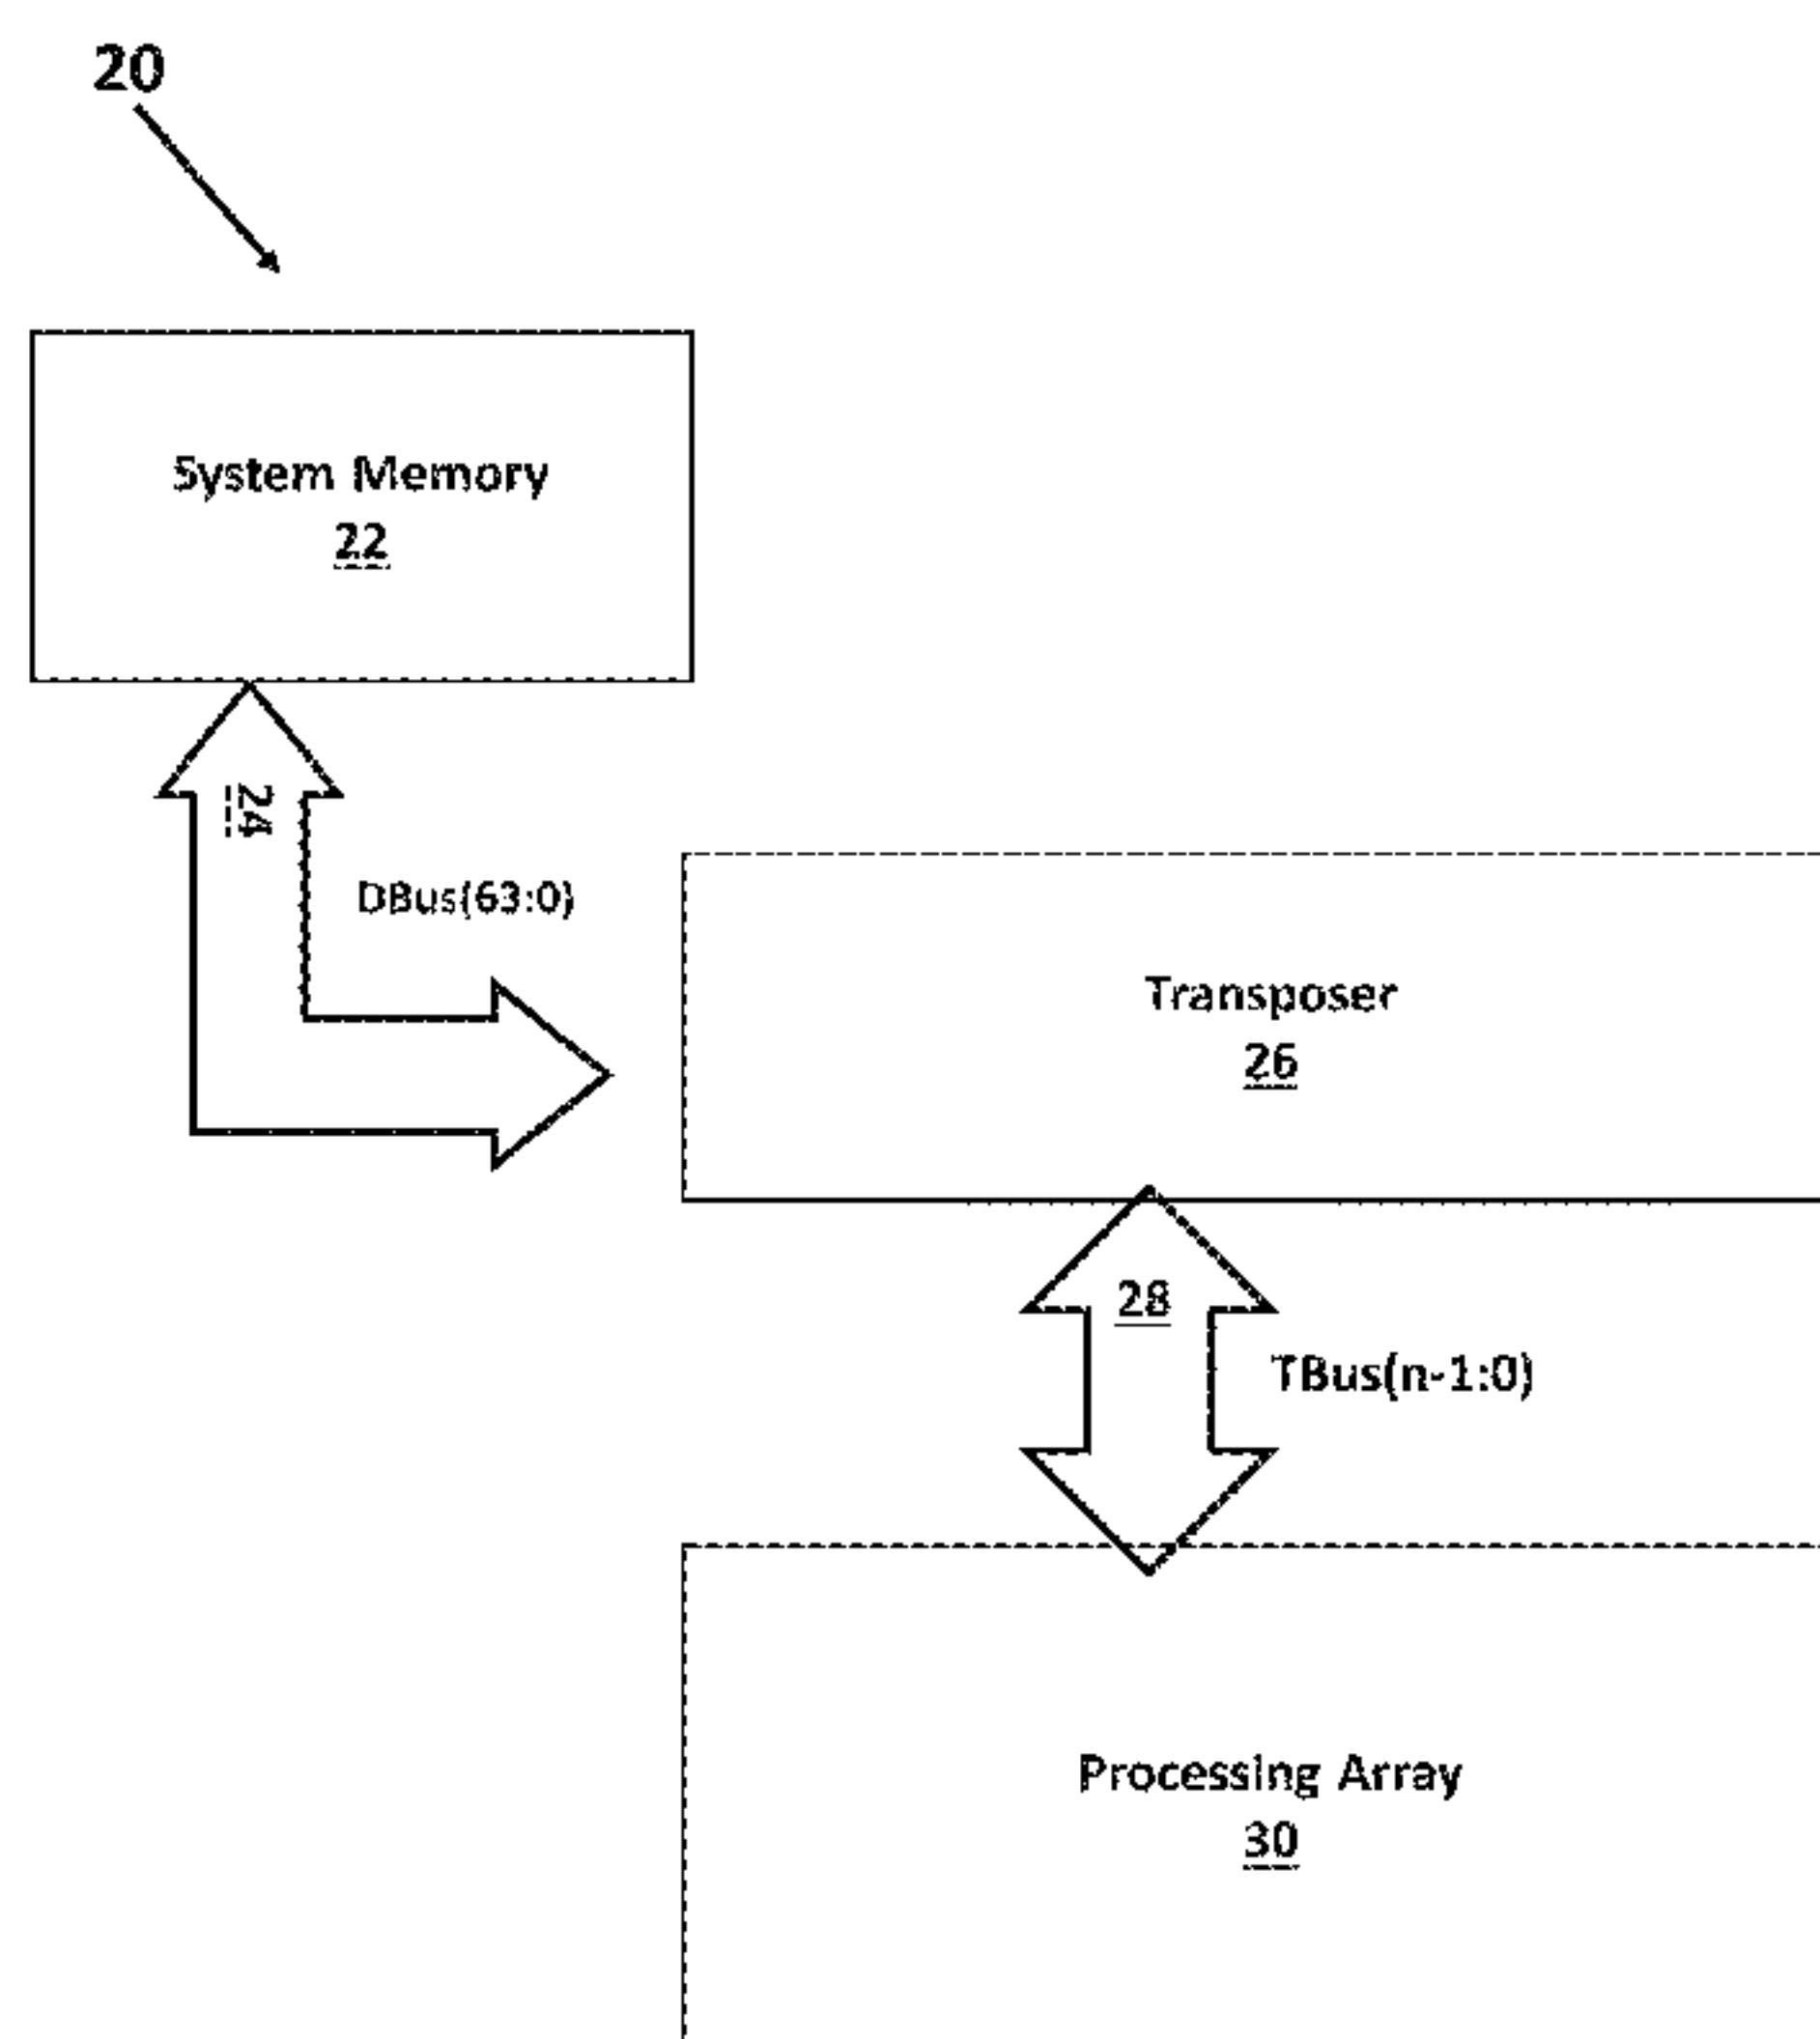 20
System Memory
22
24
DBus(63:0)
Transposer
26
28
TBus(n-1:0)
Processing Array
30